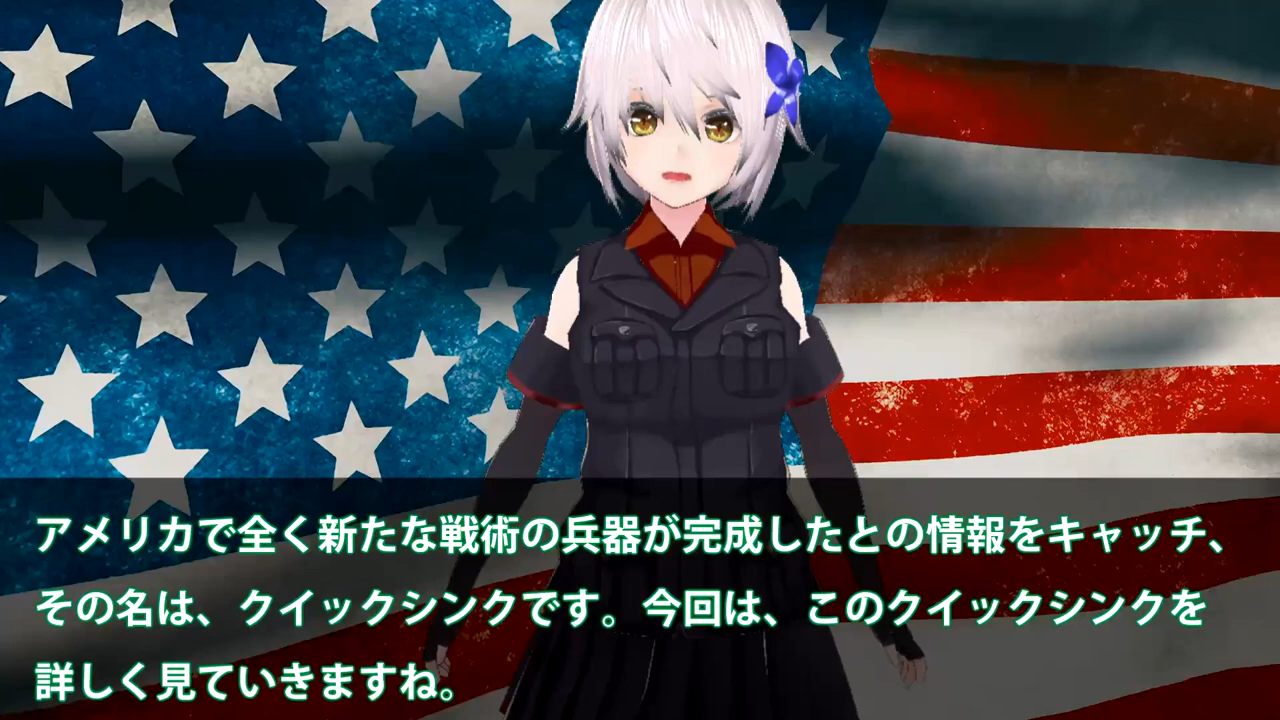 アメリカで全く新たな戦術の兵器が完成したとの情報をキャッチ、
その名は、クイックシンクです。今回は、このクイックシンクを
詳しく見ていきますね。